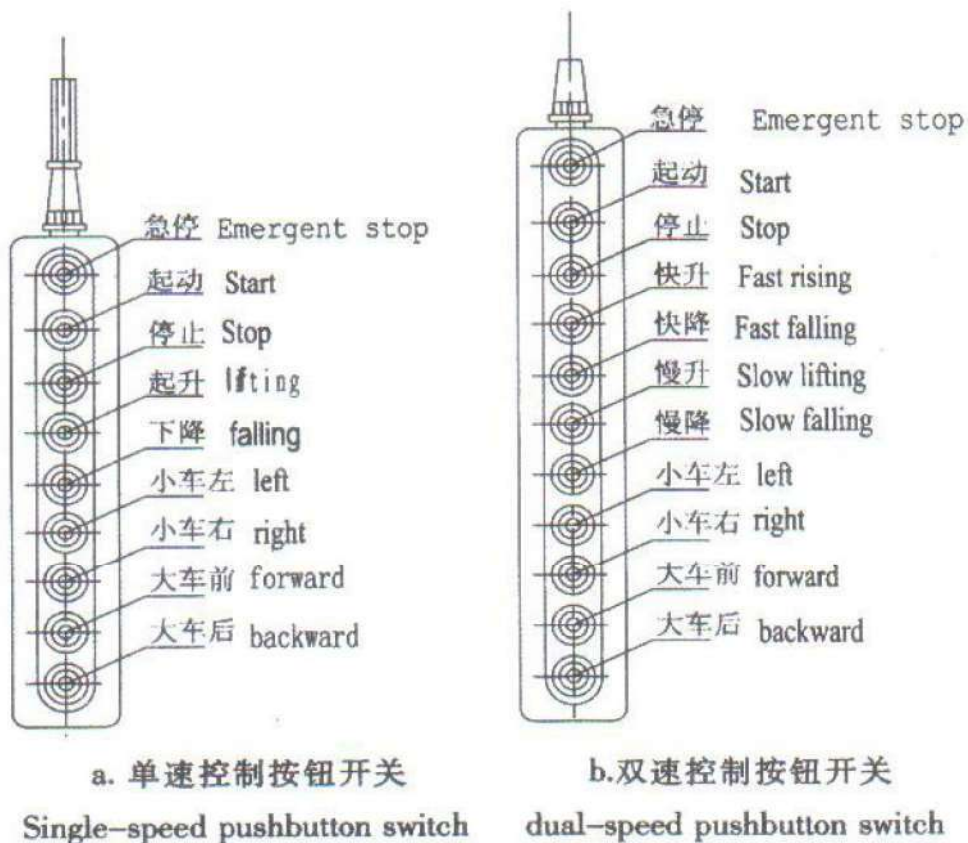 急停 Emergent stop
起动 Start
停止 Stop
起升 lifting
下降 falling
小车左 left
小车右 right
大车前 forward
大车后 backward
a. 单速控制按钮开关
Single-speed pushbutton switch
急停 Emergent stop
起动 Start
停止 Stop
快升 Fast rising
快降 Fast falling
慢升 Slow lifting
慢降 Slow falling
小车左 left
小车右 right
大车前 forward
大车后 backward
b.双速控制按钮开关
dual-speed pushbutton switch